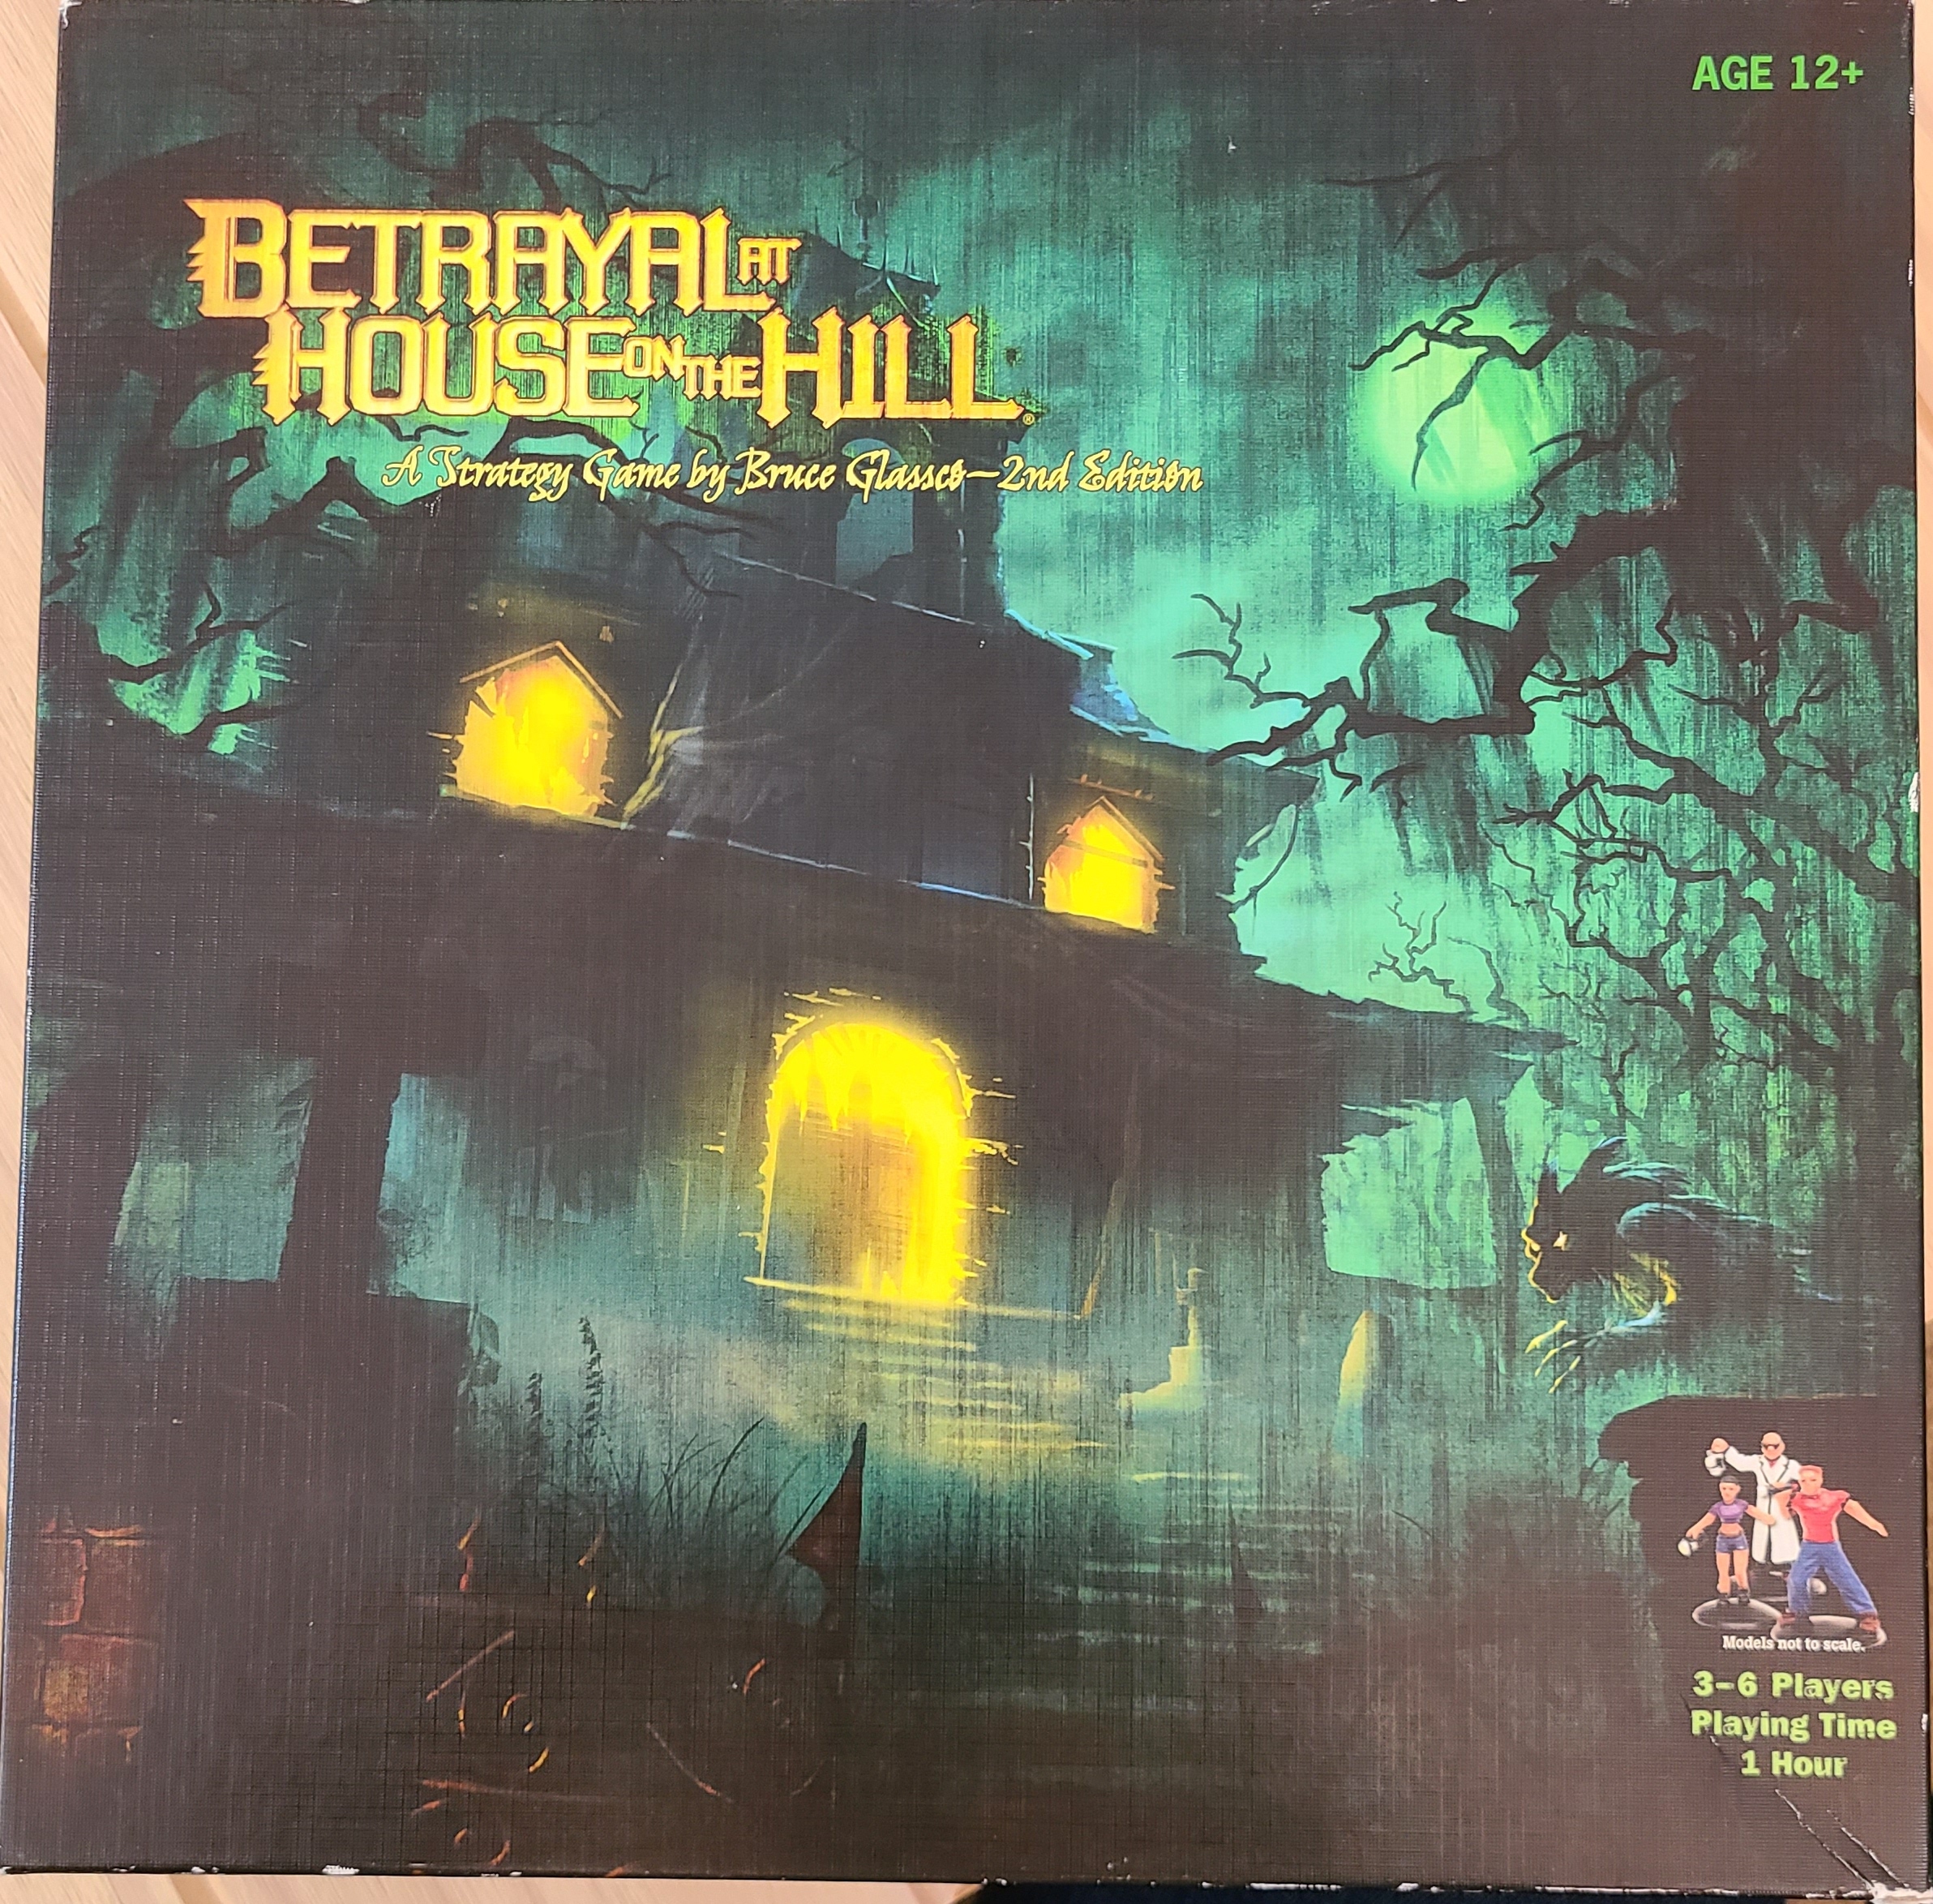 AGE 12+
BETRAYAL AT
HOUSE ON THE HILL®
A Strategy Game by Bruce Glassco—2nd Edition
Models not to scale.
3–6 Players
Playing Time
1 Hour